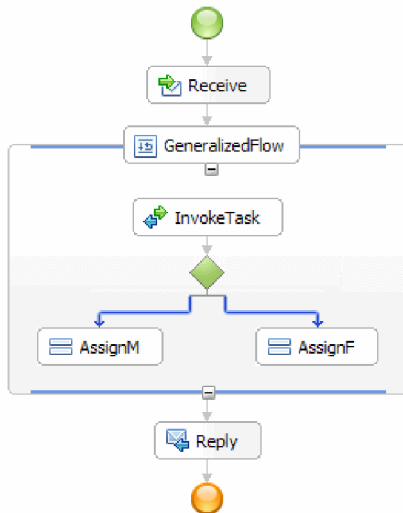 Receive
GeneralizedFlow
InvokeTask
AssignM
AssignF
Reply